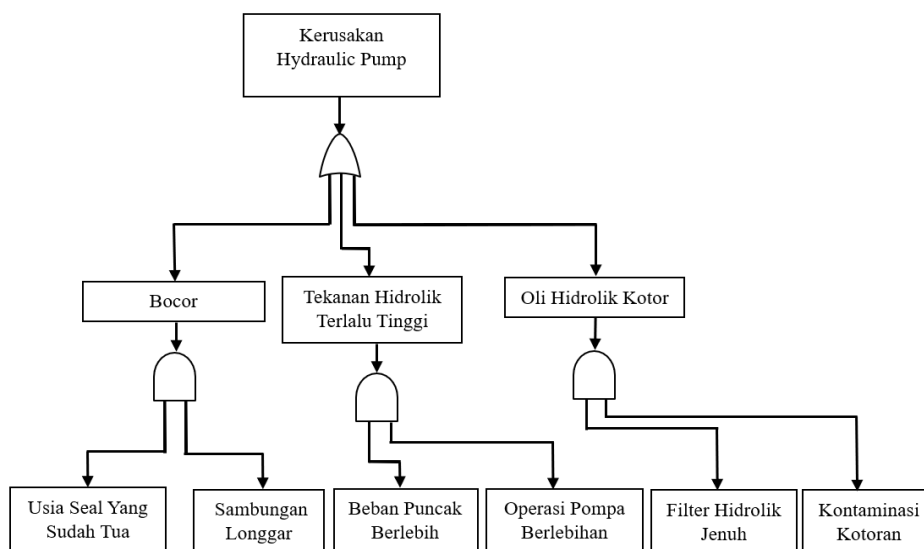 Kerusakan
Hydraulic Pump
Bocor
Tekanan Hidrolik
Terlalu Tinggi
Oli Hidrolik Kotor
Usia Seal Yang
Sudah Tua
Sambungan
Longgar
Beban Puncak
Berlebih
Operasi Pompa
Berlebihan
Filter Hidrolik
Jenuh
Kontaminasi
Kotoran